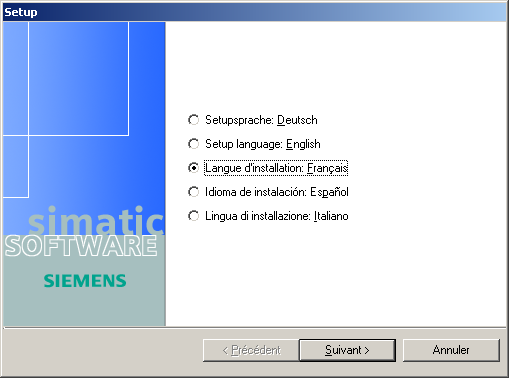 Setup
Setupsprache: Deutsch
Setup language: English
Langue d'installation: Français
Idioma de instalación: Español
Lingua di installazione: Italiano
simatic
SOFTWARE
SIEMENS
< Précédent
Suivant >
Annuler